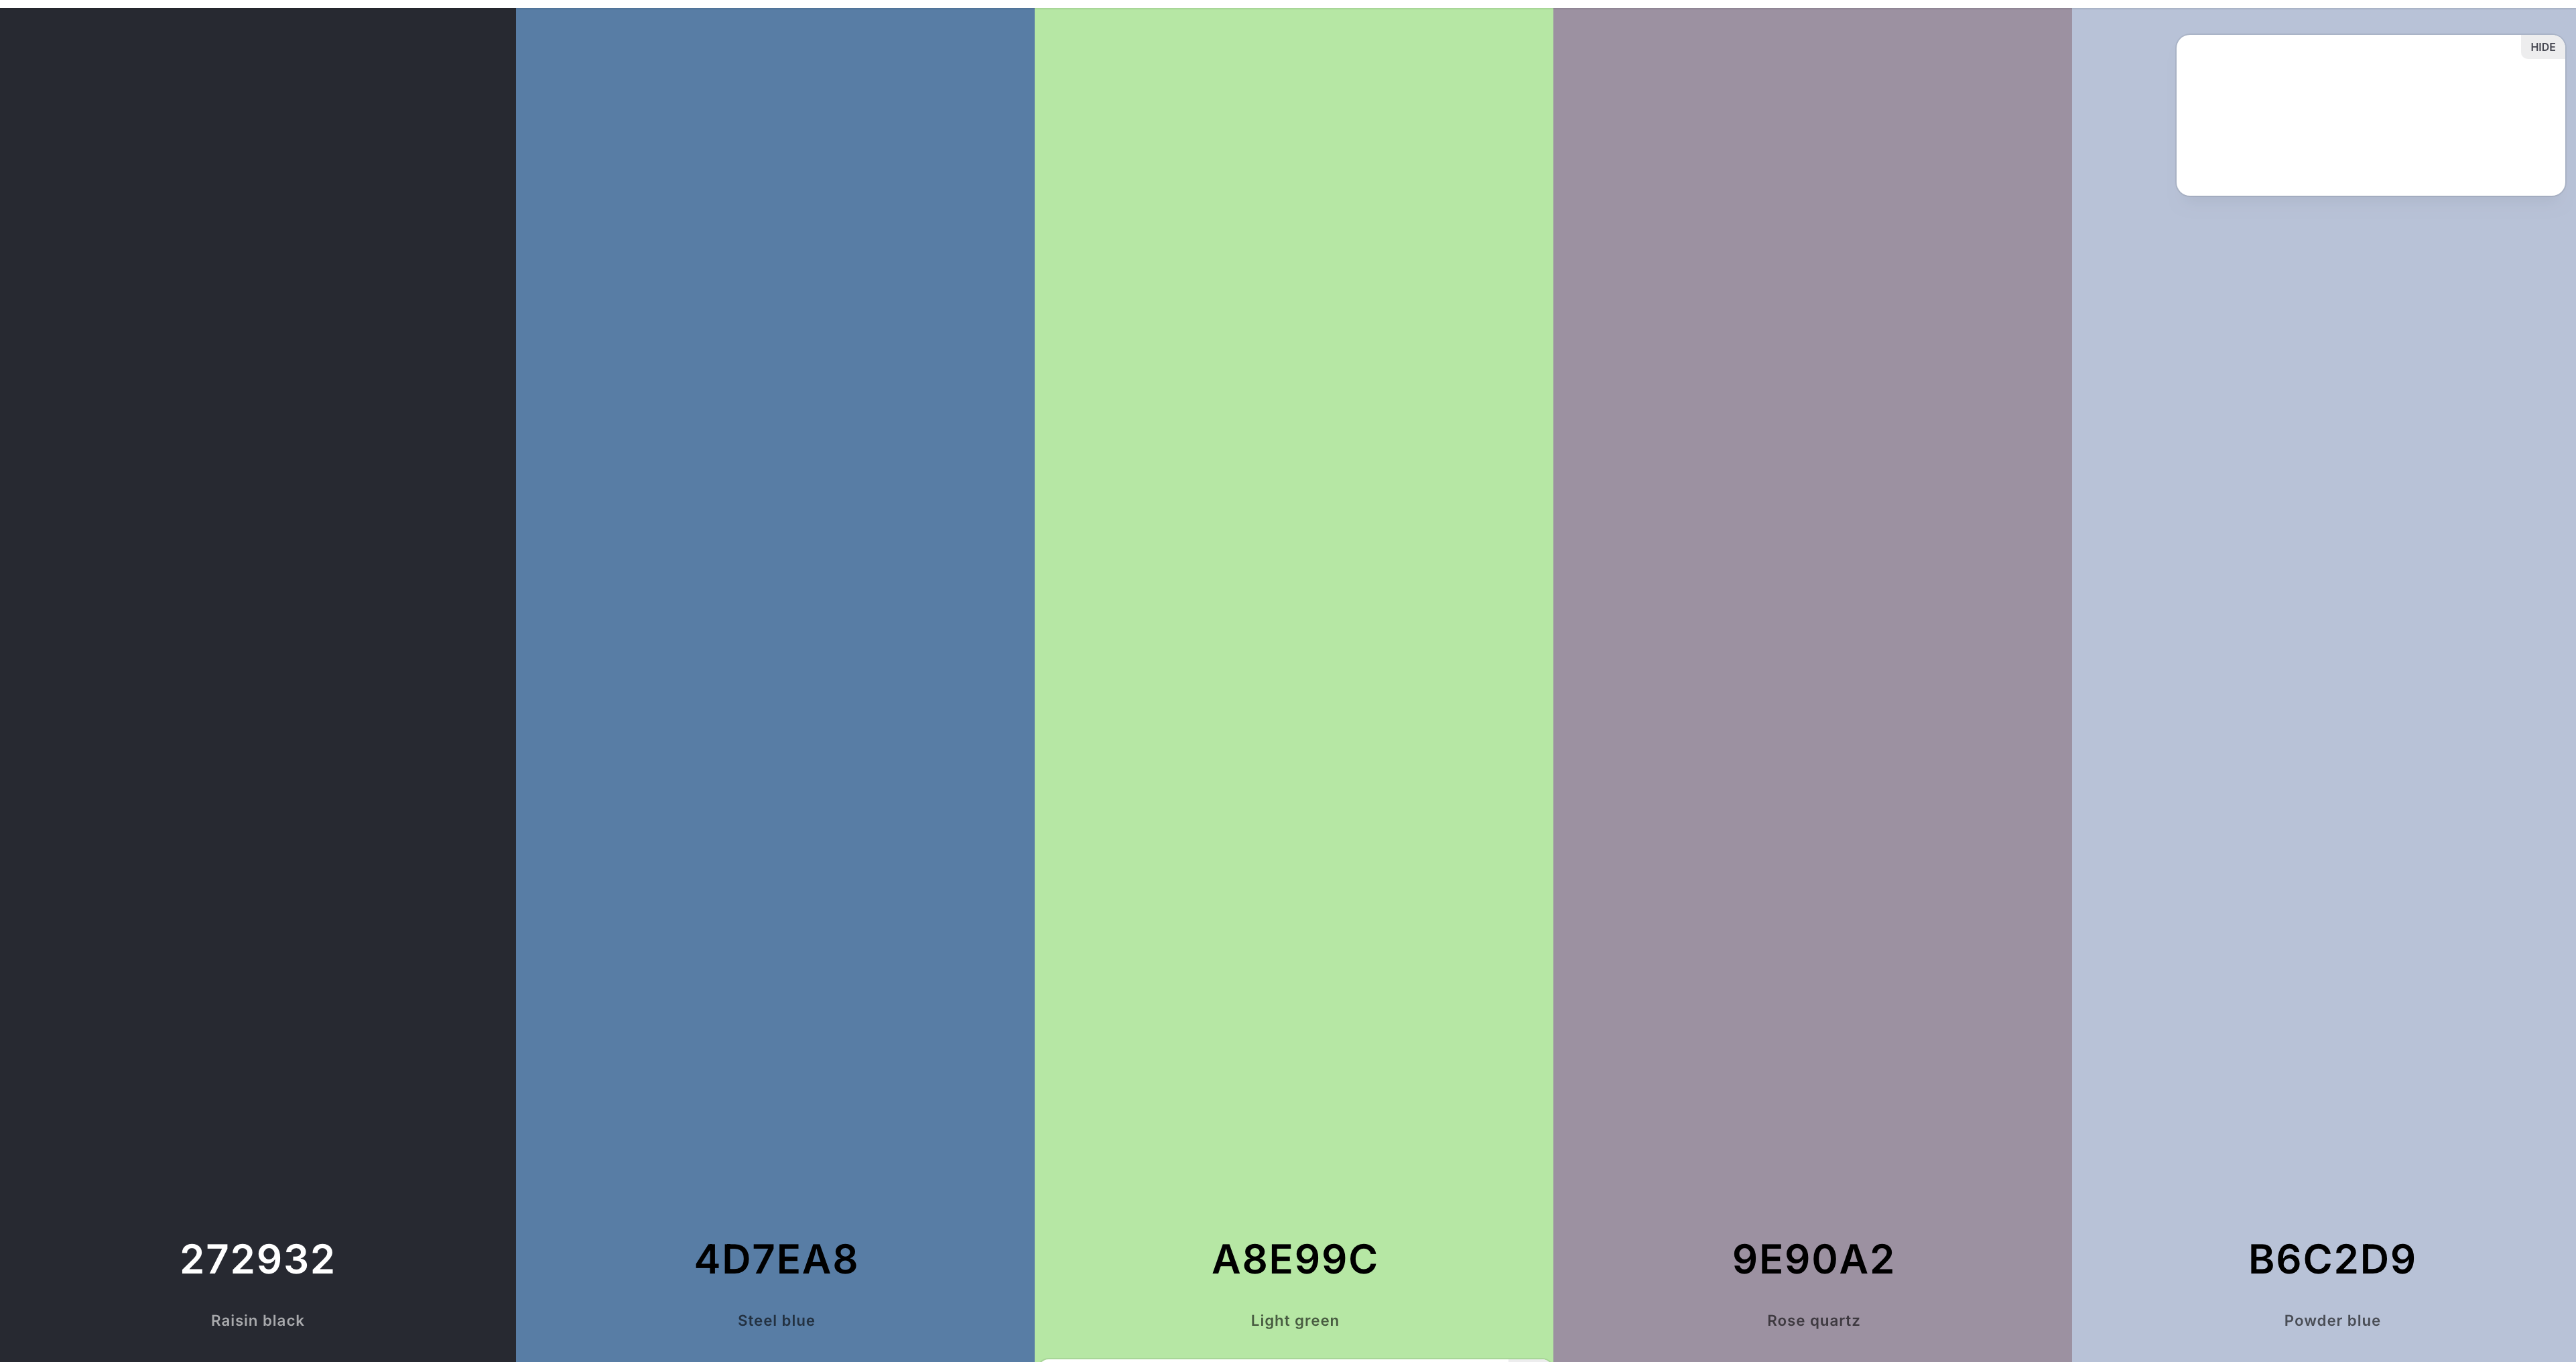 HIDE
272932
Raisin black
4D7EA8
Steel blue
A8E99C
Light green
9E90A2
Rose quartz
B6C2D9
Powder blue